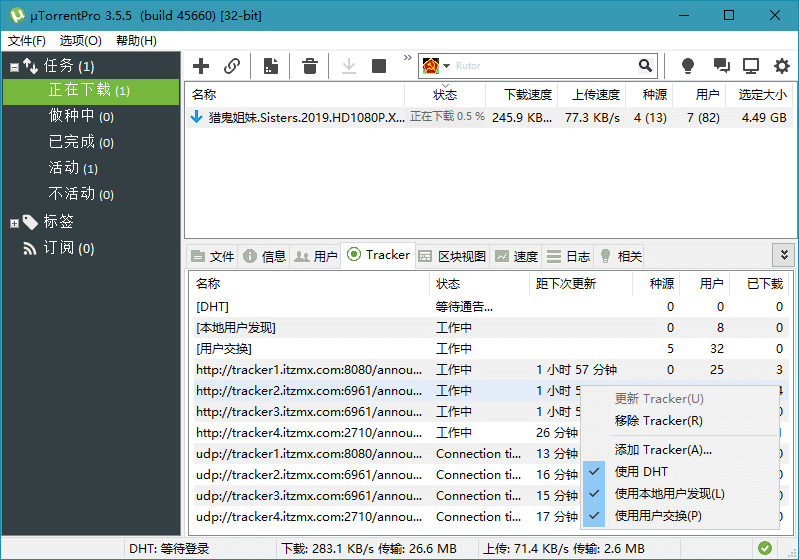 µTorrentPro 3.5.5 (build 45660) [32-bit]
文件(F) 选项(O) 帮助(H)
任务 (1)
正在下载 (1)
做种中 (0)
已完成 (0)
活动 (1)
不活动 (0)
标签
订阅 (0)
Rutor
名称 状态 下载速度 上传速度 种源 用户 选定大小
猎鬼姐妹.Sisters.2019.HD1080P.X... 正在下载 0.5 % 245.9 KB... 77.3 KB/s 4 (13) 7 (82) 4.49 GB
文件 信息 用户 Tracker 区块视图 速度 日志 相关
名称 状态 距下次更新 种源 用户 已下载
[DHT] 等待通告... 0 0 0
[本地用户发现] 工作中 0 8 0
[用户交换] 工作中 5 32 0
http://tracker1.itzmx.com:8080/annou... 工作中 1 小时 57 分钟 0 25 3
http://tracker2.itzmx.com:6961/annou... 工作中 1 小时 5
http://tracker3.itzmx.com:6961/annou... 工作中 1 小时 5
http://tracker4.itzmx.com:2710/annou... 工作中 26 分钟
udp://tracker1.itzmx.com:8080/annou... Connection ti... 13 分钟
udp://tracker2.itzmx.com:6961/annou... Connection ti... 16 分钟
udp://tracker3.itzmx.com:6961/annou... Connection ti... 15 分钟
udp://tracker4.itzmx.com:2710/annou... Connection ti... 17 分钟
更新 Tracker(U)
移除 Tracker(R)
添加 Tracker(A)...
使用 DHT
使用本地用户发现(L)
使用用户交换(P)
DHT: 等待登录 下载: 283.1 KB/s 传输: 26.6 MB 上传: 71.4 KB/s 传输: 2.6 MB